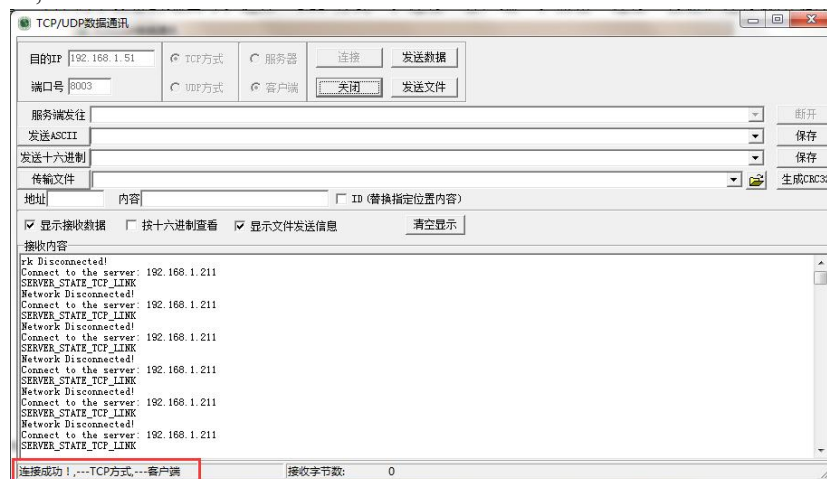 TCP/UDP数据通讯
目的IP 192.168.1.51 TCP方式 服务器 连接 发送数据
端口号 8003 UDP方式 客户端 关闭 发送文件
服务端发往 断开
发送ASCII 保存
发送十六进制 保存
传输文件 生成CRC32
地址 内容 ID (替换指定位置内容)
显示接收数据 按十六进制查看 显示文件发送信息 清空显示
接收内容
rk Disconnected!
Connect to the server: 192.168.1.211
SERVER_STATE_TCP_LINK
Network Disconnected!
Connect to the server: 192.168.1.211
SERVER_STATE_TCP_LINK
Network Disconnected!
Connect to the server: 192.168.1.211
SERVER_STATE_TCP_LINK
Network Disconnected!
Connect to the server: 192.168.1.211
SERVER_STATE_TCP_LINK
Network Disconnected!
Connect to the server: 192.168.1.211
SERVER_STATE_TCP_LINK
Network Disconnected!
Connect to the server: 192.168.1.211
SERVER_STATE_TCP_LINK
连接成功！,---TCP方式,---客户端 接收字节数: 0